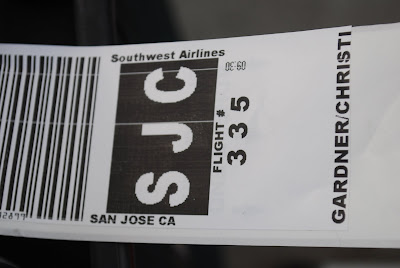 Southwest Airlines
SJC
SAN JOSE CA
FLIGHT #
335
GARDNER/CHRISTI